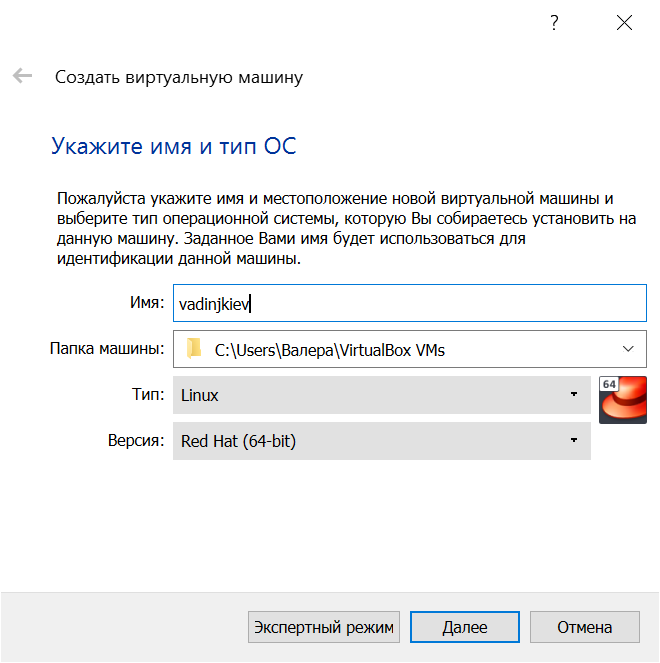 ?
Создать виртуальную машину
Укажите имя и тип ОС
Пожалуйста укажите имя и местоположение новой виртуальной машины и
выберите тип операционной системы, которую Вы собираетесь установить на
данную машину. Заданное Вами имя будет использоваться для
идентификации данной машины.
Имя: vadinjkiev
Папка машины: C:\Users\Валера\VirtualBox VMs
Тип: Linux
64
Версия: Red Hat (64-bit)
Экспертный режим Далее Отмена